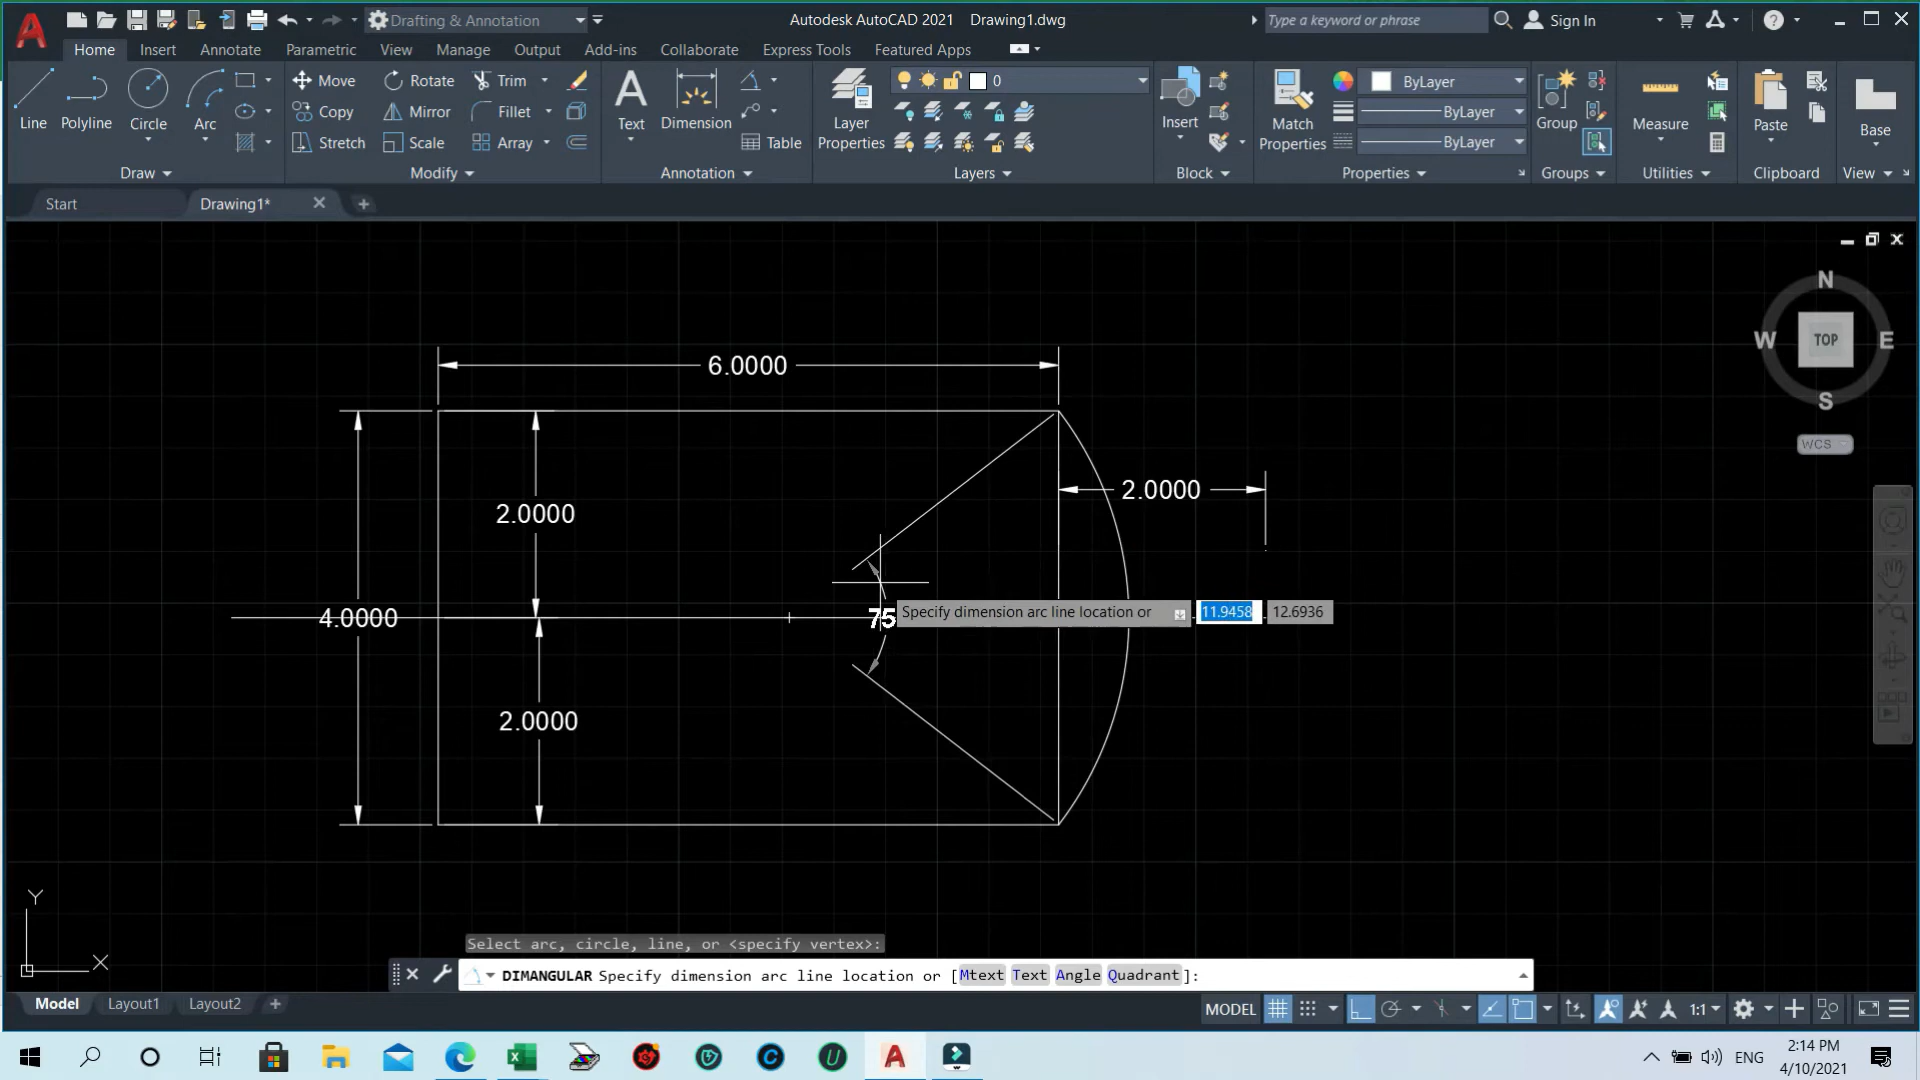 Drafting & Annotation
Autodesk AutoCAD 2021 Drawing1.dwg
Type a keyword or phrase
Sign In
Home Insert Annotate Parametric View Manage Output Add-ins Collaborate Express Tools Featured Apps
Line
Polyline
Circle
Arc
Draw
Move Rotate Trim
Copy Mirror Fillet
Stretch Scale Array
Modify
Text
Dimension
Table
Annotation
Layer
Properties
0
Layers
Insert
Block
Match
Properties
ByLayer
ByLayer
ByLayer
Properties
Group
Groups
Measure
Utilities
Paste
Clipboard
Base
View
Start Drawing1*
N
W TOP E
S
WCS
6.0000
2.0000
2.0000
4.0000
75
Specify dimension arc line location or 11.9458 12.6936
2.0000
Y
X
Select arc, circle, line, or <specify vertex>:
DIMANGULAR Specify dimension arc line location or [Mtext Text Angle Quadrant]:
Model Layout1 Layout2
MODEL 1:1
ENG 2:14 PM
4/10/2021